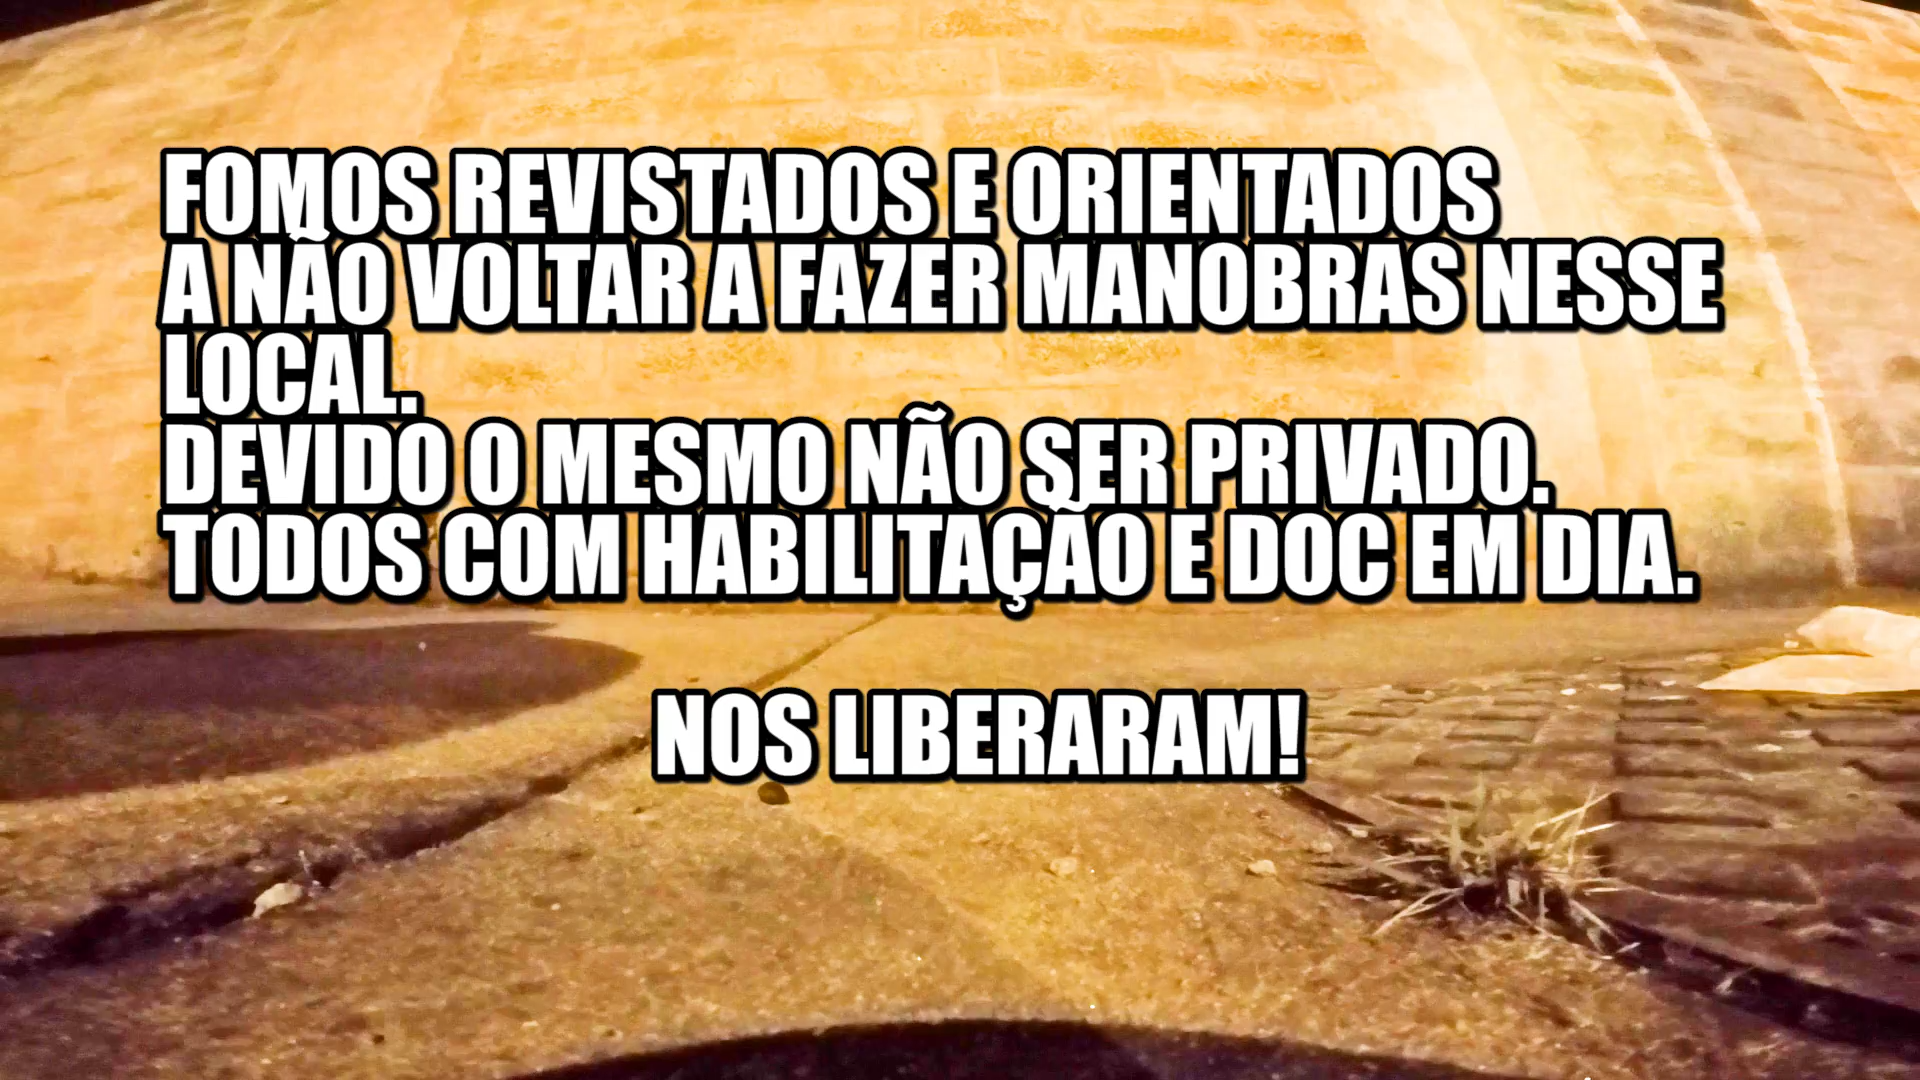 FOMOS REVISTADOS E ORIENTADOS
A NÃO VOLTAR A FAZER MANOBRAS NESSE
LOCAL.
DEVIDO O MESMO NÃO SER PRIVADO.
TODOS COM HABILITAÇÃO E DOC EM DIA.
NOS LIBERARAM!